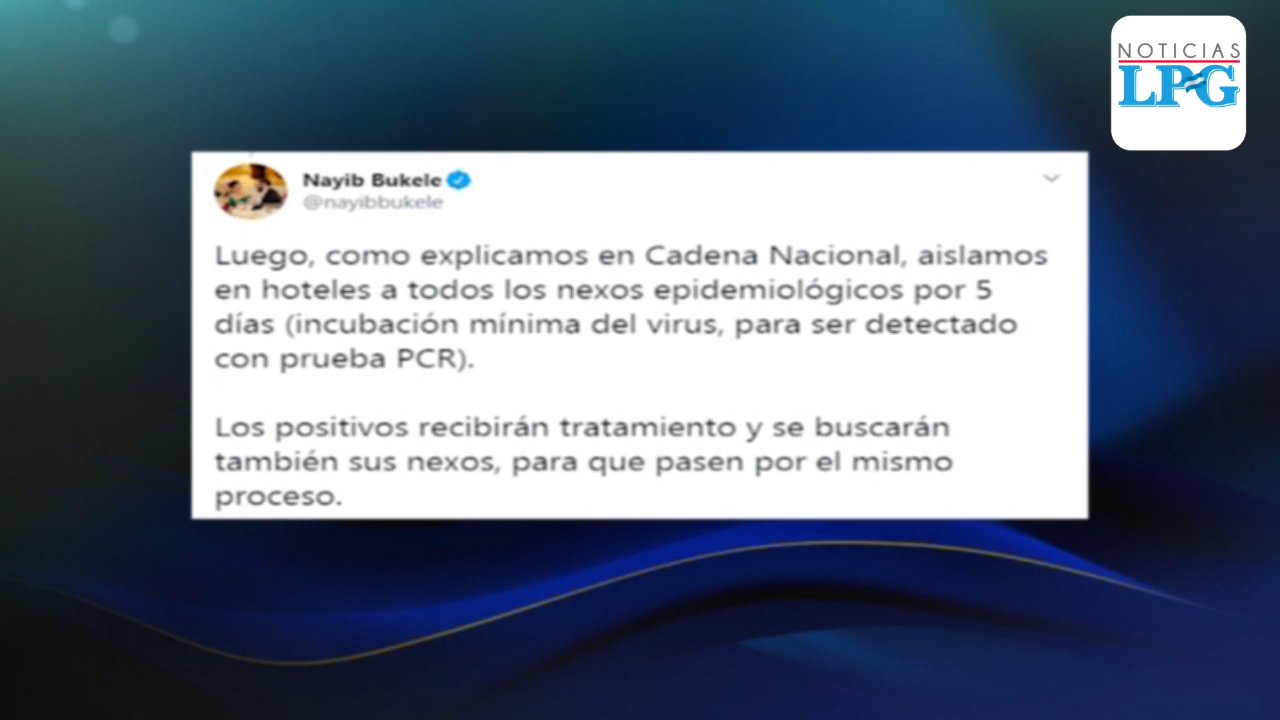 NOTICIAS
LPG
Nayib Bukele
@nayibbukele
Luego, como explicamos en Cadena Nacional, aislamos
en hoteles a todos los nexos epidemiológicos por 5
días (incubación mínima del virus, para ser detectado
con prueba PCR).
Los positivos recibirán tratamiento y se buscarán
también sus nexos, para que pasen por el mismo
proceso.